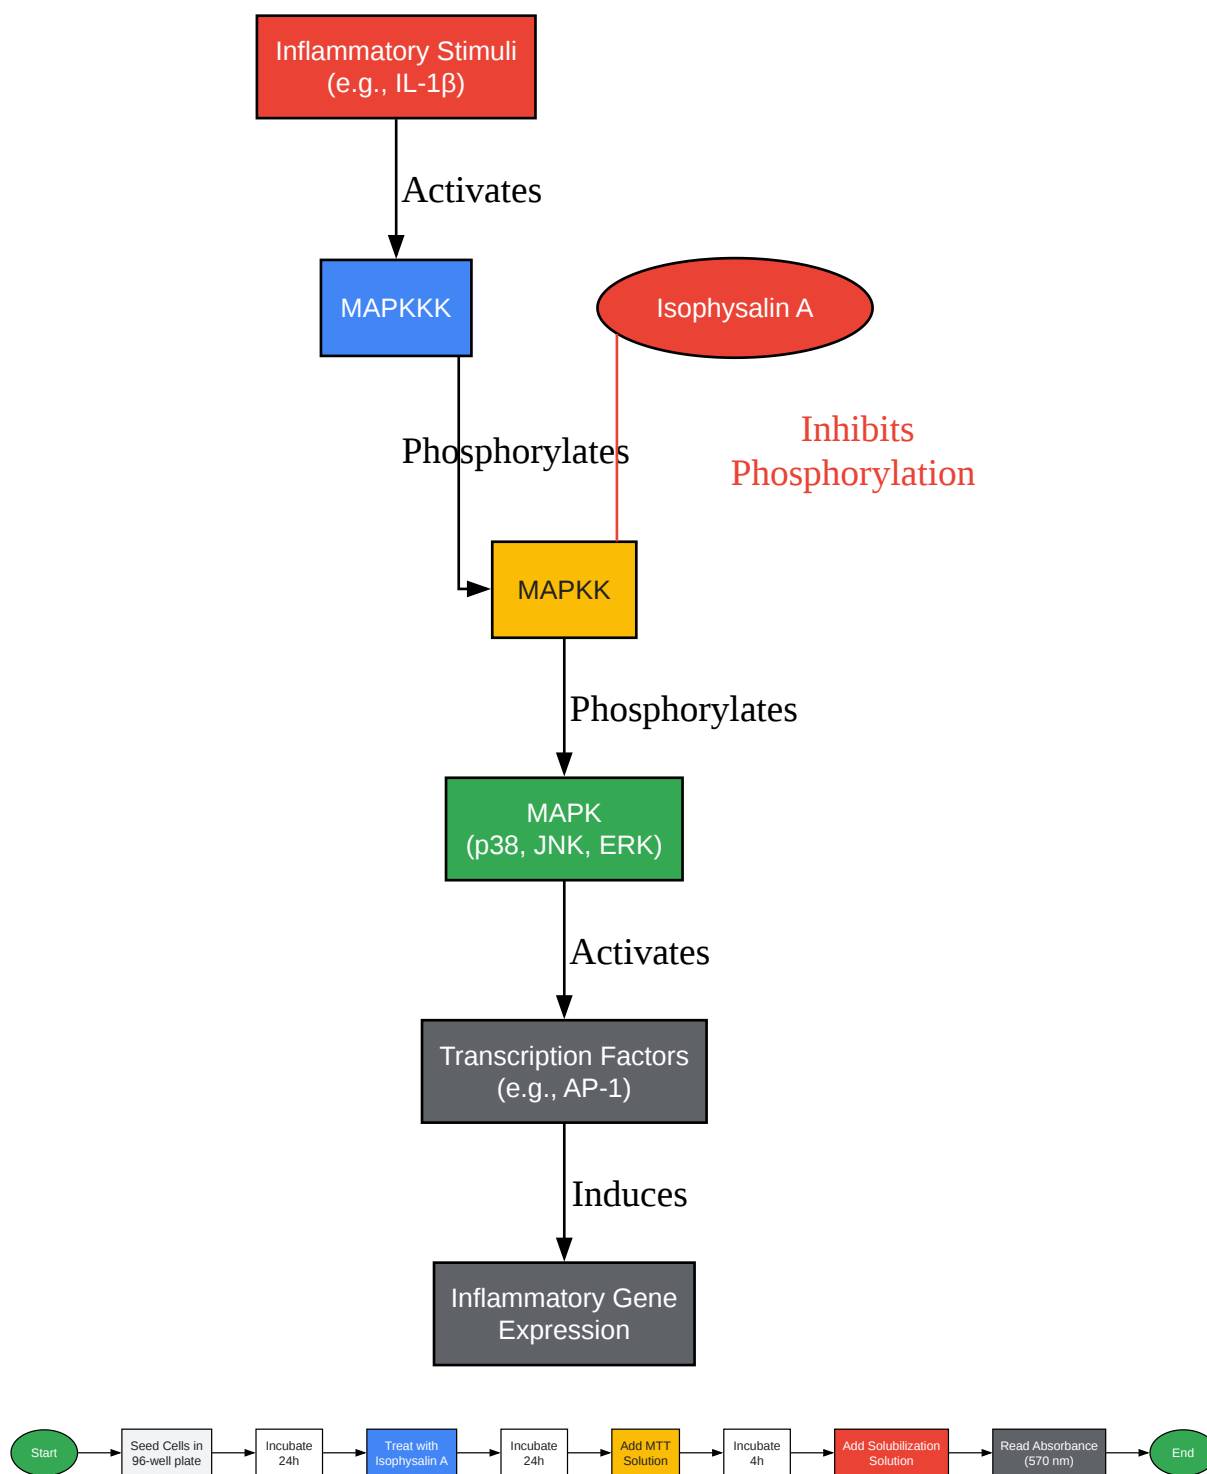 Inflammatory Stimuli
(e.g., IL-1β)
Activates
MAPKKK
Isophysalin A
Phosphorylates
Inhibits
Phosphorylation
MAPKK
Phosphorylates
MAPK
(p38, JNK, ERK)
Activates
Transcription Factors
(e.g., AP-1)
Induces
Inflammatory Gene
Expression
Start
Seed Cells in
96-well plate
Incubate
24h
Treat with
Isophysalin A
Incubate
24h
Add MTT
Solution
Incubate
4h
Add Solubilization
Solution
Read Absorbance
(570 nm)
End